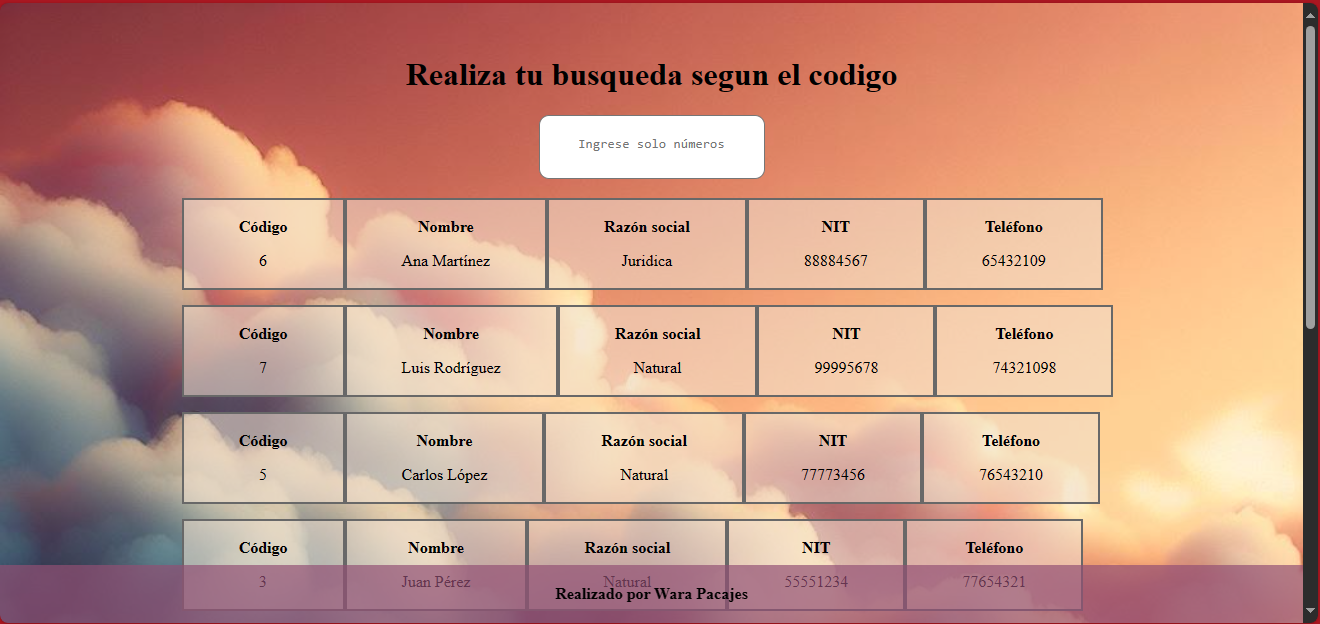 Realiza tu busqueda segun el codigo
Ingrese solo números
Código Nombre Razón social NIT Teléfono
6 Ana Martínez Juridica 88884567 65432109
Código Nombre Razón social NIT Teléfono
7 Luis Rodríguez Natural 99995678 74321098
Código Nombre Razón social NIT Teléfono
5 Carlos López Natural 77773456 76543210
Código Nombre Razón social NIT Teléfono
3 Juan Pérez Natural 55551234 77654321
Realizado por Wara Pacajes